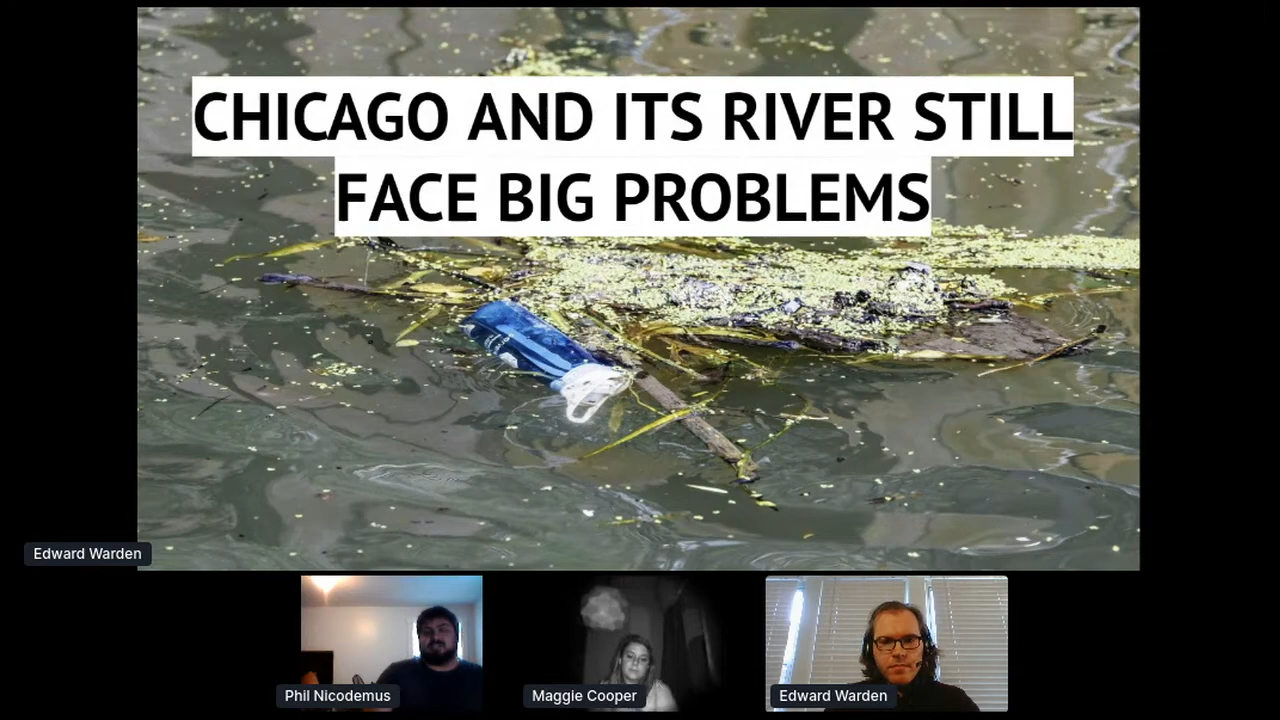 CHICAGO AND ITS RIVER STILL
FACE BIG PROBLEMS
Edward Warden
Phil Nicodemus
Maggie Cooper
Edward Warden